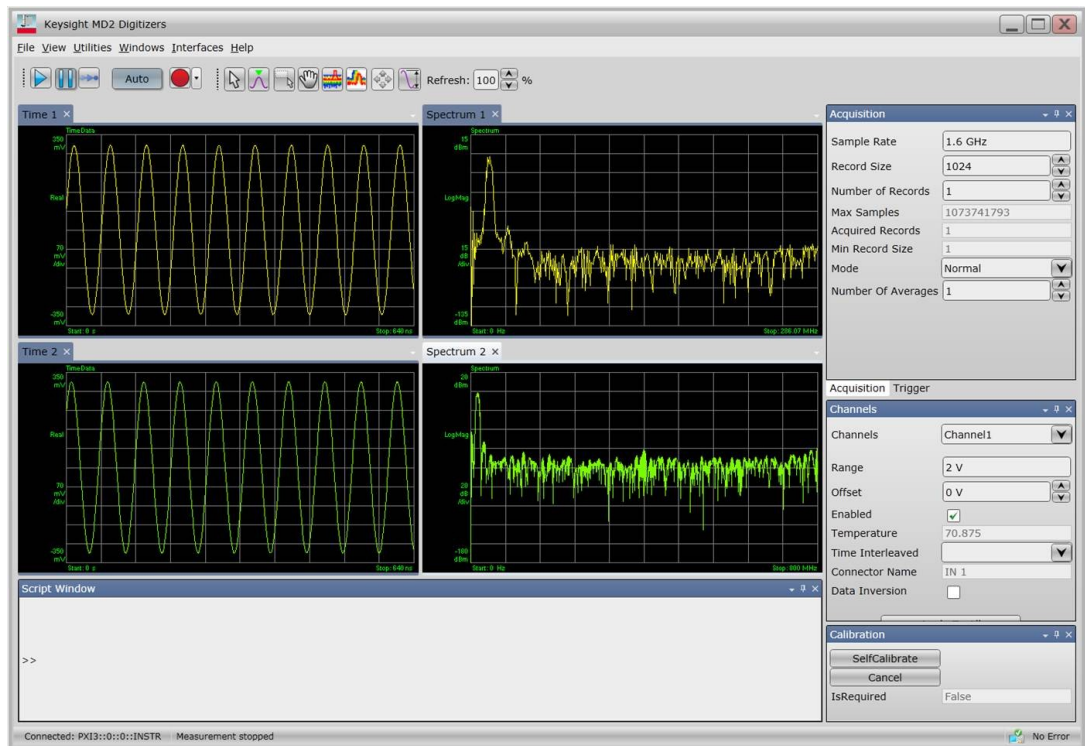 Keysight MD2 Digitizers
File View Utilities Windows Interfaces Help
Auto Refresh: 100 %
Time 1 ×
TimeData
350
mV
Real
70
mV
/div
-350
mV
Start: 0 s Stop: 640 ns
Spectrum 1 ×
Spectrum
15
dBm
LogMag
15
dB
/div
-135
dBm
Start: 0 Hz
Time 2 ×
TimeData
350
mV
Real
70
mV
/div
-350
mV
Start: 0 s Stop: 640 ns
Spectrum 2 ×
Spectrum
20
dBm
LogMag
20
dB
/div
-180
dBm
Start: 0 Hz Stop: 800 MHz
Script Window
>>
Acquisition
Sample Rate 1.6 GHz
Record Size 1024
Number of Records 1
Max Samples 1073741793
Acquired Records 1
Min Record Size 1
Mode Normal
Number Of Averages 1
Acquisition Trigger
Channels
Channels Channel1
Range 2 V
Offset 0 V
Enabled
Temperature 70.875
Time Interleaved
Connector Name IN 1
Data Inversion
Calibration
SelfCalibrate
Cancel
IsRequired False
Connected: PXI3::0::0::INSTR Measurement stopped No Error